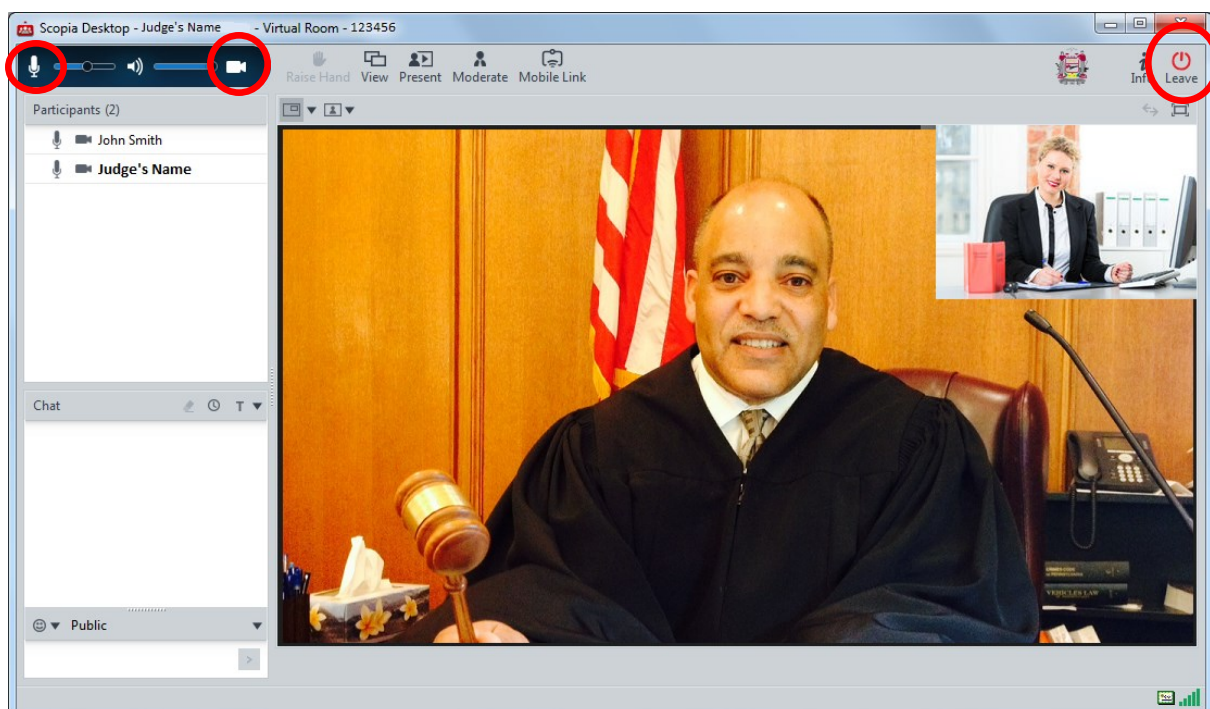 Scopia Desktop - Judge's Name - Virtual Room - 123456
Raise Hand View Present Moderate Mobile Link Info Leave
Participants (2)
John Smith
Judge's Name
Chat T
Public
>
VEHICLES LAW